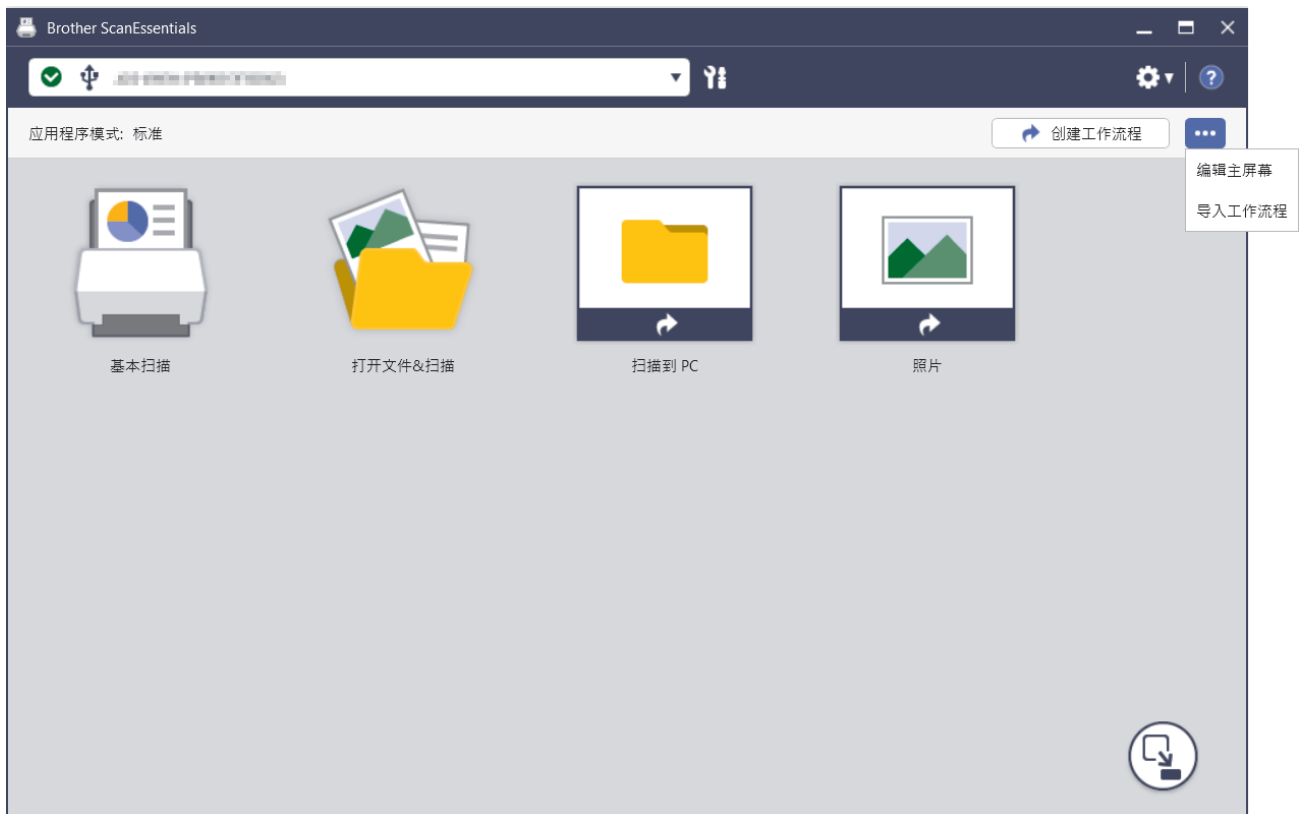 Brother ScanEssentials
应用程序模式: 标准
创建工作流程
编辑主屏幕
导入工作流程
基本扫描
打开文件&扫描
扫描到 PC
照片